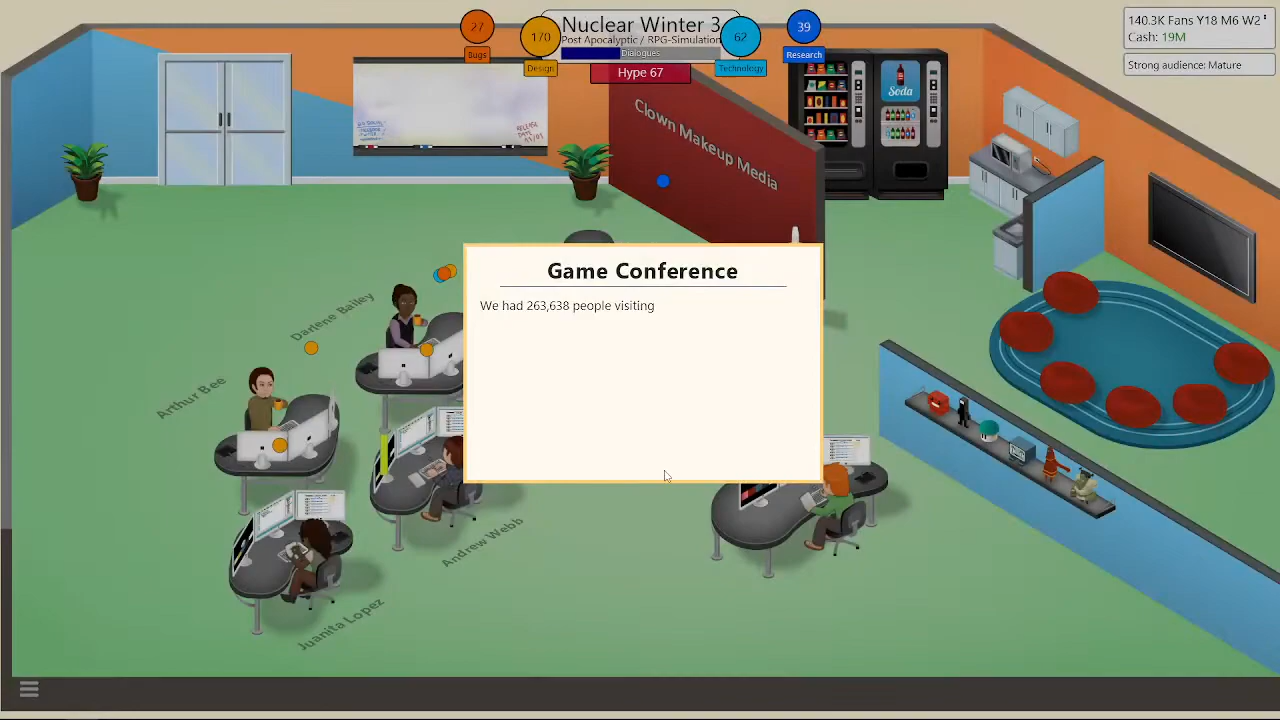 27
Bugs
170
Design
Nuclear Winter 3
Post Apocalyptic / RPG-Simulation
Dialogues
Hype 67
62
Technology
39
Research
140.3K Fans Y18 M3 W2
Cash: 19M
Strong audience: Mature
Soda
Clown Makeup Media
Game Conference
We had 263,638 people visiting
Darlene Bailey
Arthur Bee
Andrew Webb
Juanita Lopez